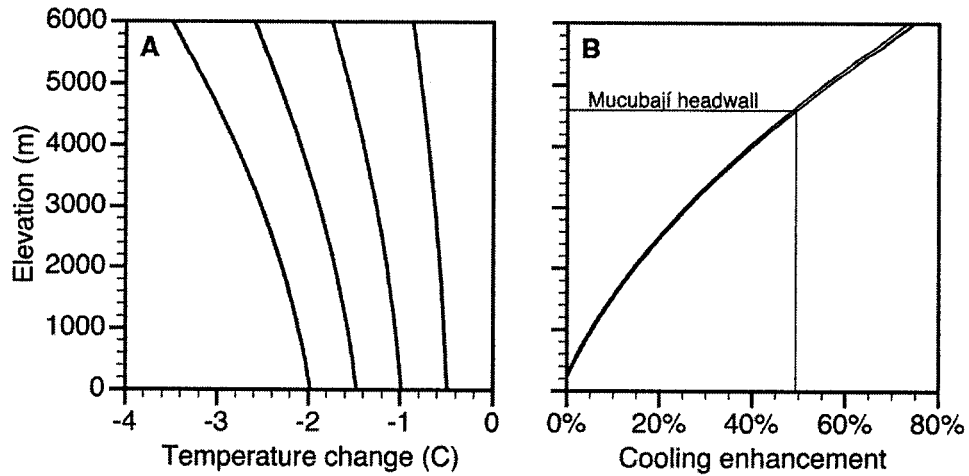 6000
5000
4000
3000
2000
1000
0
Elevation (m)
A
-4
-3
-2
-1
0
Temperature change (C)
B
Mucubají headwall
0%
20%
40%
60%
80%
Cooling enhancement